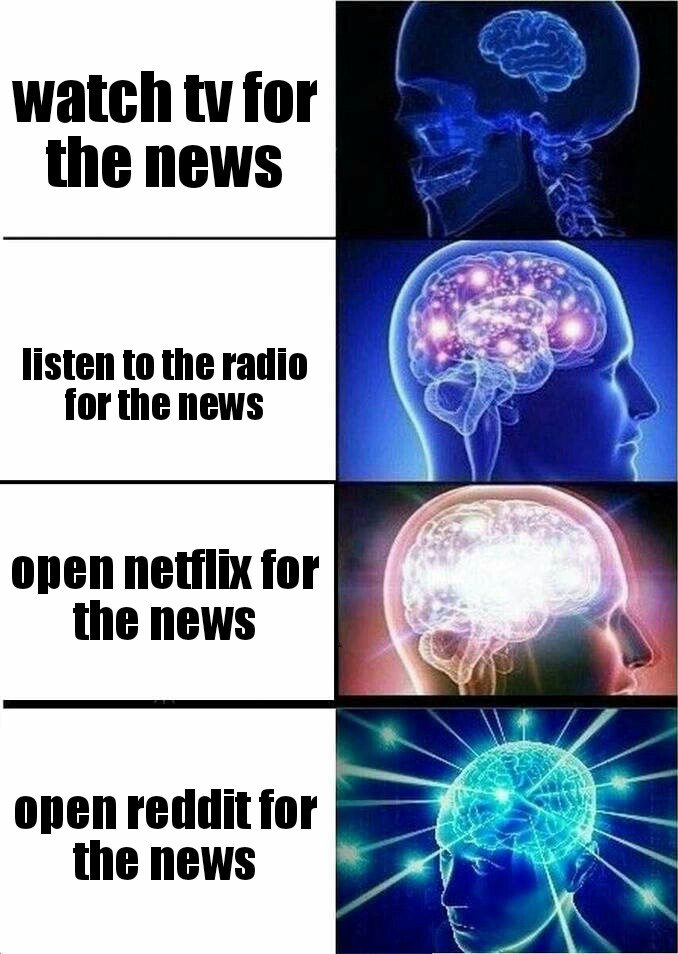 watch tv for
the news
listen to the radio
for the news
open netflix for
the news
open reddit for
the news